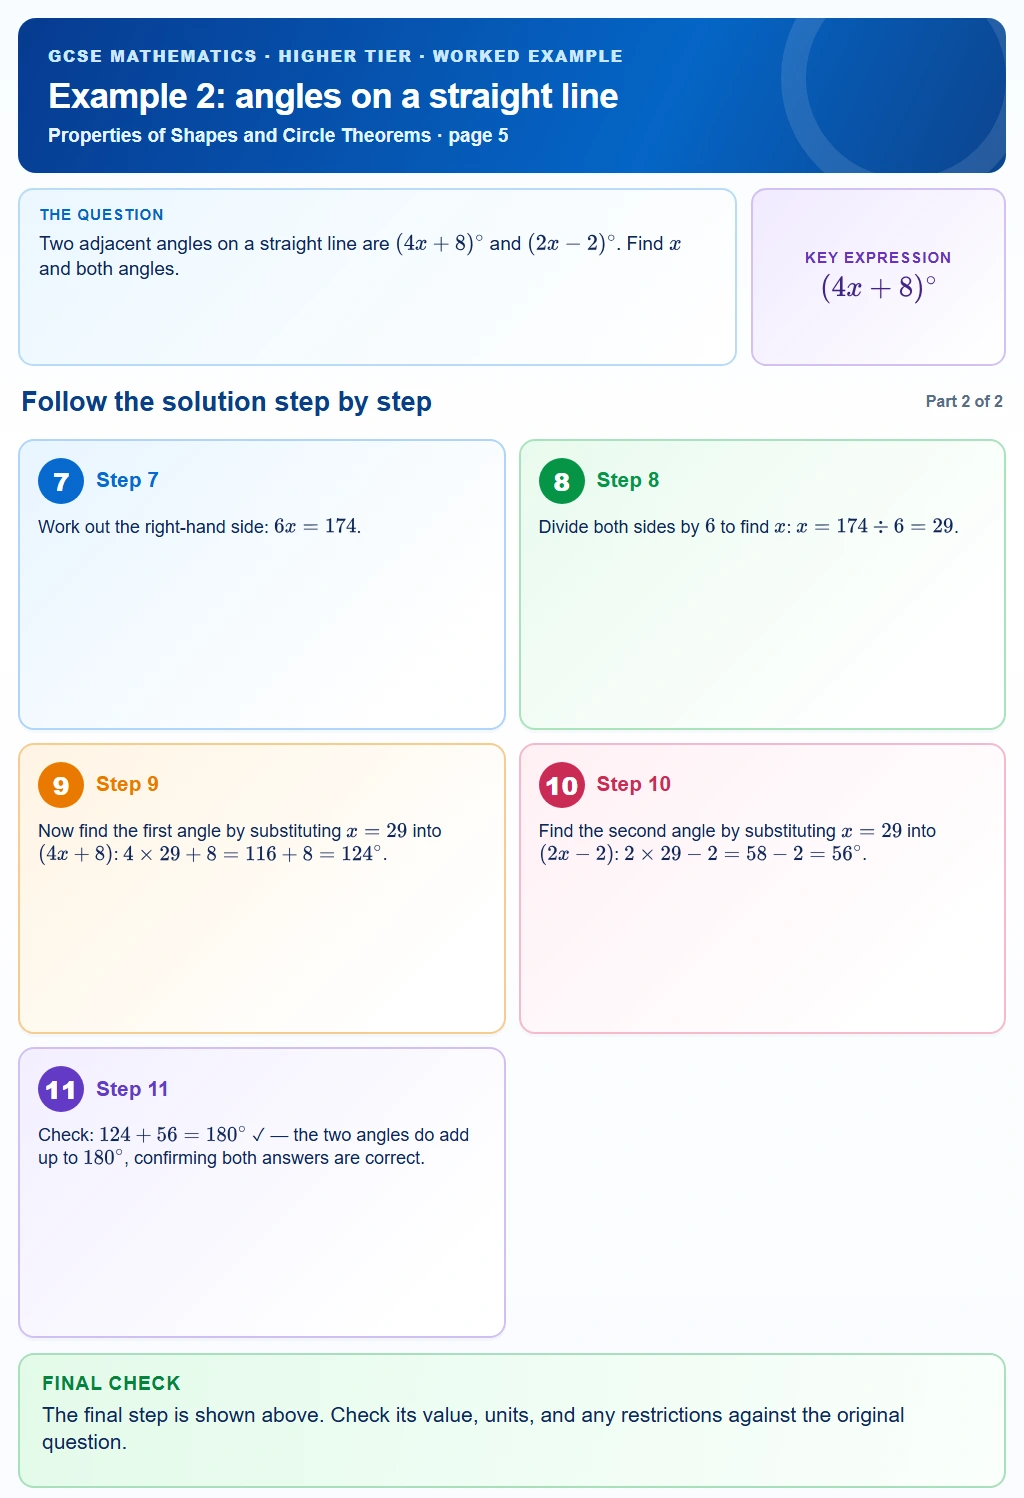 GCSE MATHEMATICS · HIGHER TIER · WORKED EXAMPLE
Example 2: angles on a straight line
Properties of Shapes and Circle Theorems · page 5
THE QUESTION
Two adjacent angles on a straight line are (4x + 8)° and (2x − 2)°. Find x
and both angles.
KEY EXPRESSION
(4x + 8)°
Follow the solution step by step
Part 2 of 2
7 Step 7
Work out the right-hand side: 6x = 174.
8 Step 8
Divide both sides by 6 to find x: x = 174 ÷ 6 = 29.
9 Step 9
Now find the first angle by substituting x = 29 into
(4x + 8): 4 × 29 + 8 = 116 + 8 = 124°.
10 Step 10
Find the second angle by substituting x = 29 into
(2x − 2): 2 × 29 − 2 = 58 − 2 = 56°.
11 Step 11
Check: 124 + 56 = 180° ✓ — the two angles do add
up to 180°, confirming both answers are correct.
FINAL CHECK
The final step is shown above. Check its value, units, and any restrictions against the original
question.